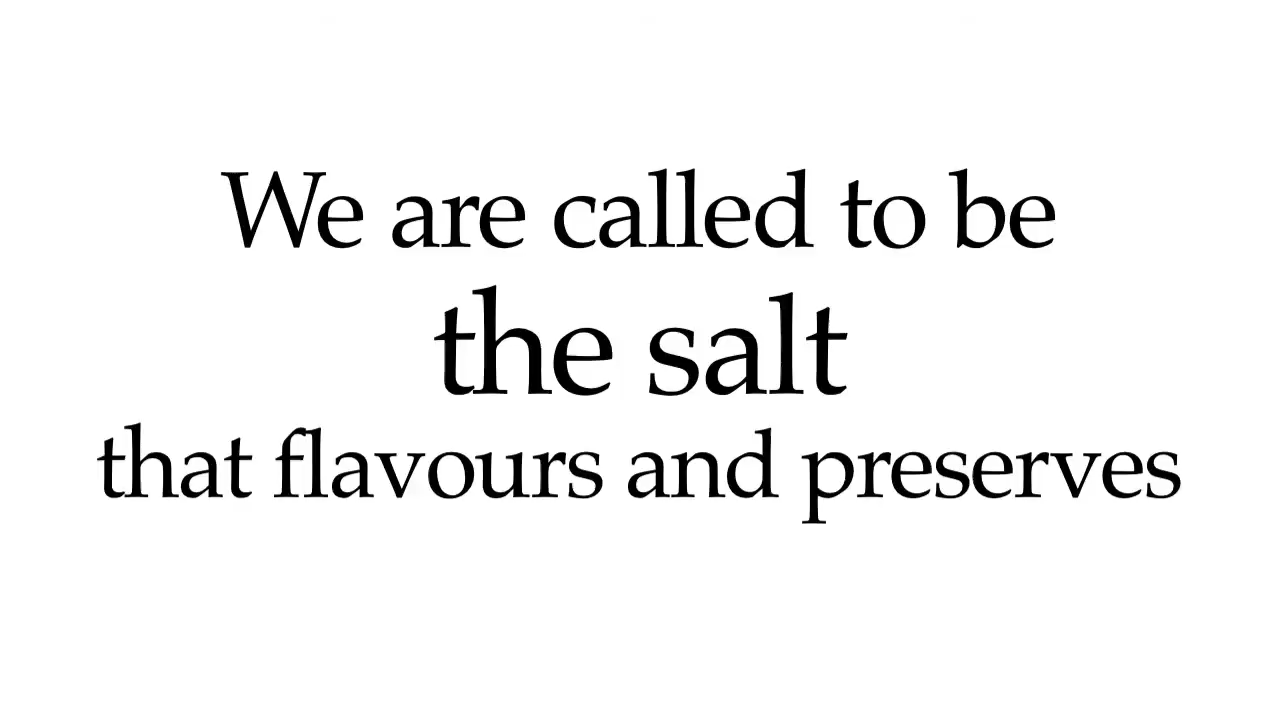 We are called to be
the salt
that flavours and preserves